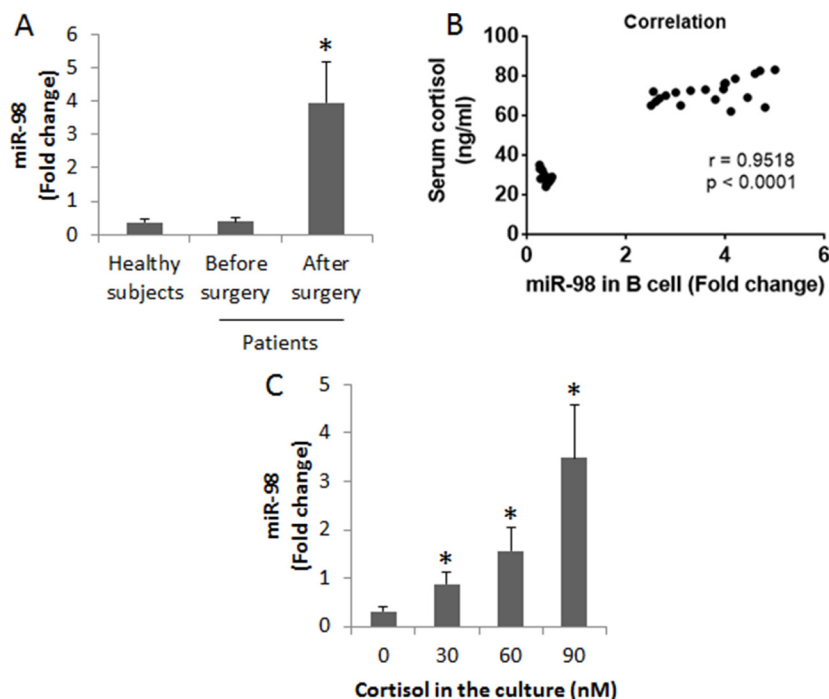 A
miR-98
(Fold change)
6
5
4
3
2
1
0
*
Healthy
subjects
Before
surgery
After
surgery
Patients
B
Correlation
Serum cortisol
(ng/ml)
100
80
60
40
20
0
r = 0.9518
p < 0.0001
0 2 4 6
miR-98 in B cell (Fold change)
C
miR-98
(Fold change)
5
4
3
2
1
0
*
*
*
0 30 60 90
Cortisol in the culture (nM)